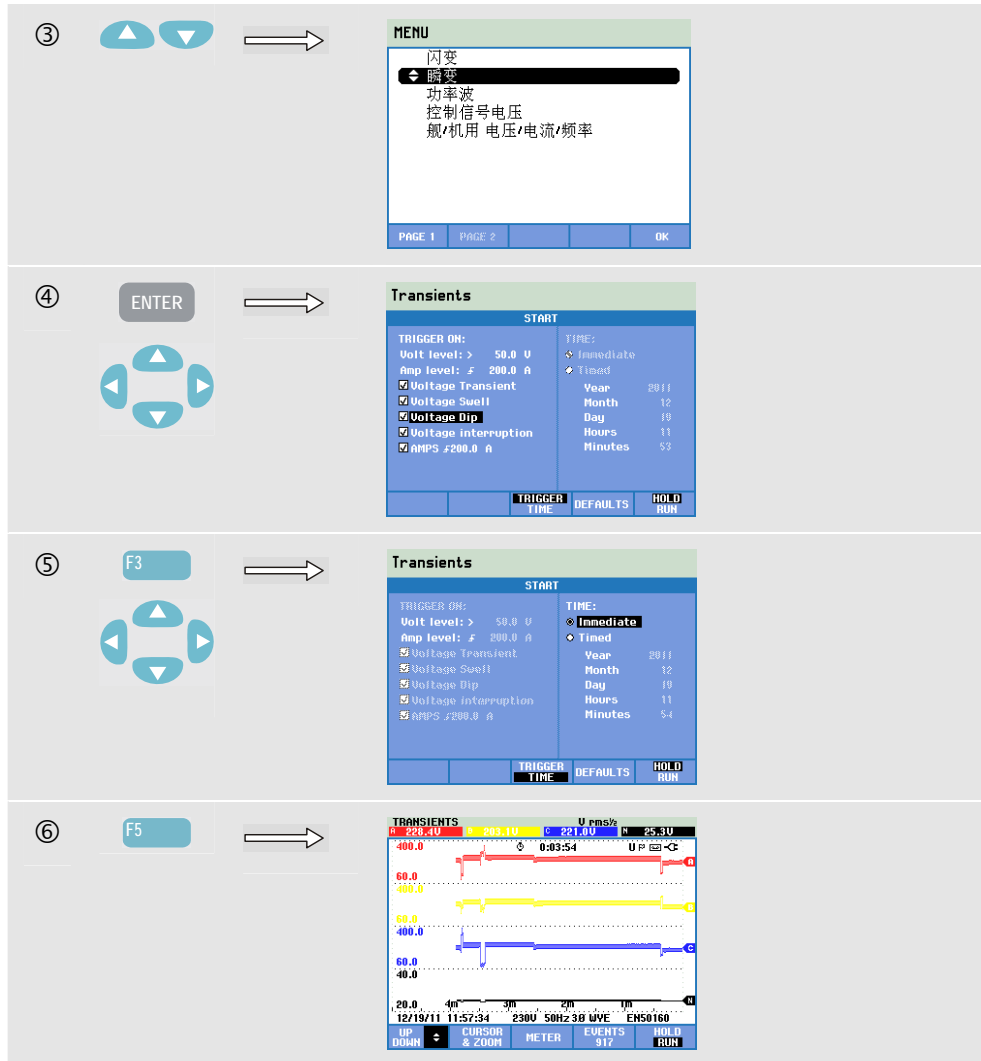 ③
MENU
闪变
瞬变
功率波
控制信号电压
舰/机用 电压/电流/频率
PAGE 1 PAGE 2 OK
④ ENTER
Transients
START
TRIGGER ON:
Volt level: > 50.0 V
Amp level: 200.0 A
Voltage Transient
Voltage Swell
Voltage Dip
Voltage interruption
AMPS 200.0 A
TIME:
Immediate
Timed
Year 2011
Month 12
Day 19
Hours 11
Minutes 53
TRIGGER TIME DEFAULTS HOLD RUN
⑤ F3
Transients
START
TRIGGER ON:
Volt level: > 50.0 V
Amp level: 200.0 A
Voltage Transient
Voltage Swell
Voltage Dip
Voltage interruption
AMPS 200.0 A
TIME:
Immediate
Timed
Year 2011
Month 12
Day 19
Hours 11
Minutes 54
TRIGGER TIME DEFAULTS HOLD RUN
⑥ F5
TRANSIENTS U rms½
A 228.4U C 221.0U N 25.3U
400.0 0:03:54 U P
A
60.0
400.0
60.0
400.0
C
60.0
40.0
N
20.0 4m 3m 2m 1m
12/19/11 11:57:34 230V 50Hz 3Ø WYE EN50160
UP DOWN CURSOR & ZOOM METER EVENTS 917 HOLD RUN